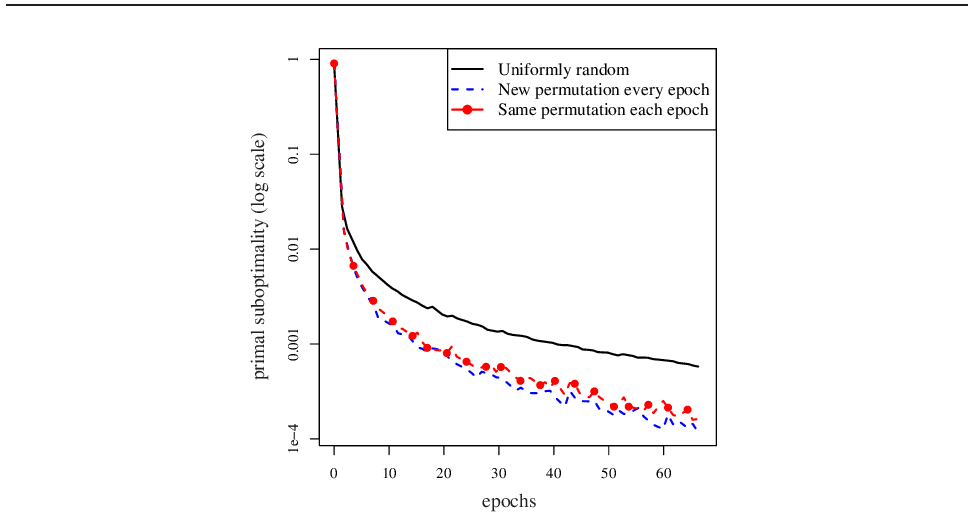 Uniformly random
New permutation every epoch
Same permutation each epoch
primal suboptimality (log scale)
1
0.1
0.01
0.001
1e−4
0 10 20 30 40 50 60
epochs